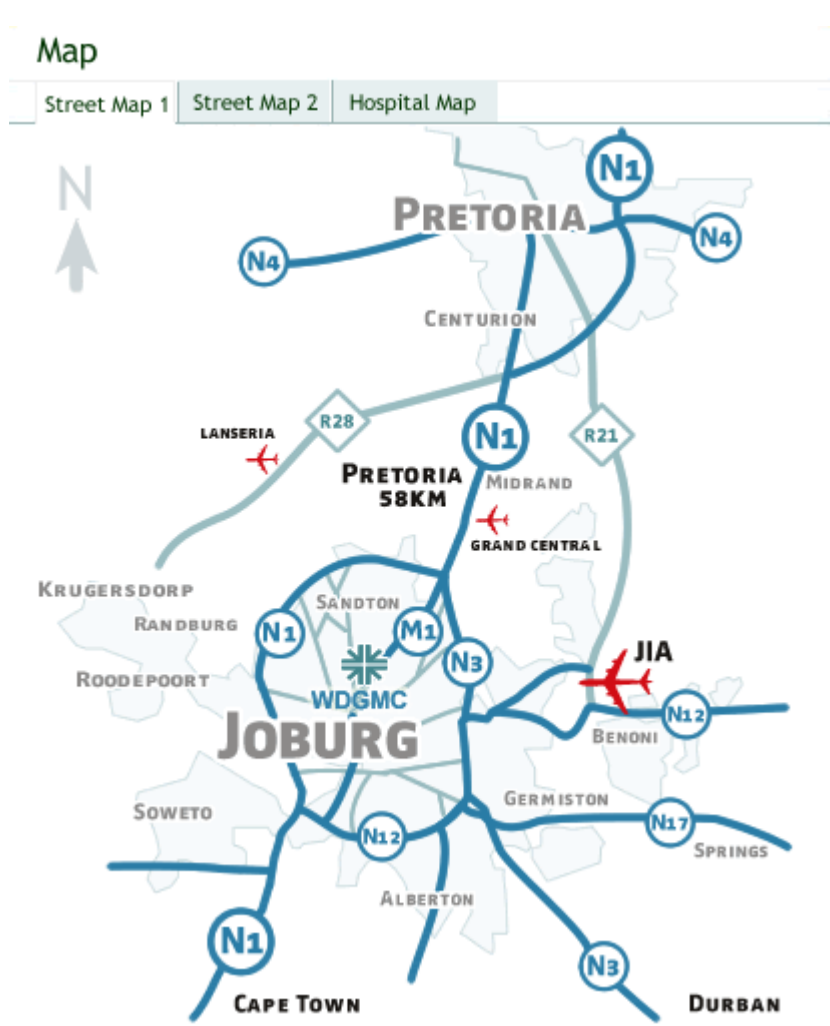 Map
Street Map 1 Street Map 2 Hospital Map
N
N1
PRETORIA
N4
N4
CENTURION
R28
LANSERIA
N1
R21
PRETORIA
58KM
MIDRAND
GRAND CENTRAL
KRUGERSDORP
SANDTON
RANDBURG
N1
M1
N3
JIA
ROODEPOORT
WDGMC
N12
JOBURG
BENONI
SOWETO
GERMISTON
N12
N17
SPRINGS
ALBERTON
N1
N3
CAPE TOWN
DURBAN